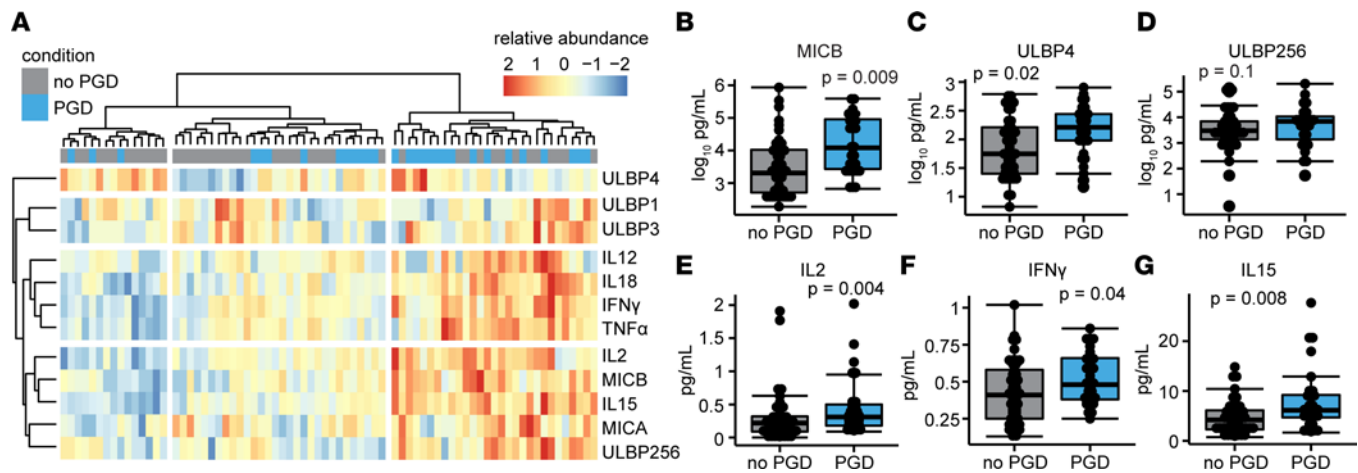 A
condition
no PGD
PGD
relative abundance
2 1 0 −1 −2
ULBP4
ULBP1
ULBP3
IL12
IL18
IFNγ
TNFα
IL2
MICB
IL15
MICA
ULBP256
B
MICB
p = 0.009
log10 pg/mL
6
5
4
3
no PGD PGD
C
ULBP4
p = 0.02
log10 pg/mL
3.0
2.5
2.0
1.5
1
no PGD PGD
D
ULBP256
p = 0.1
log10 pg/mL
5
4
3
2
1
no PGD PGD
E
IL2
p = 0.004
pg/mL
2
1.5
1
0.5
0
no PGD PGD
F
IFNγ
p = 0.04
pg/mL
1
0.75
0.5
0.25
no PGD PGD
G
IL15
p = 0.008
pg/mL
20
10
0
no PGD PGD